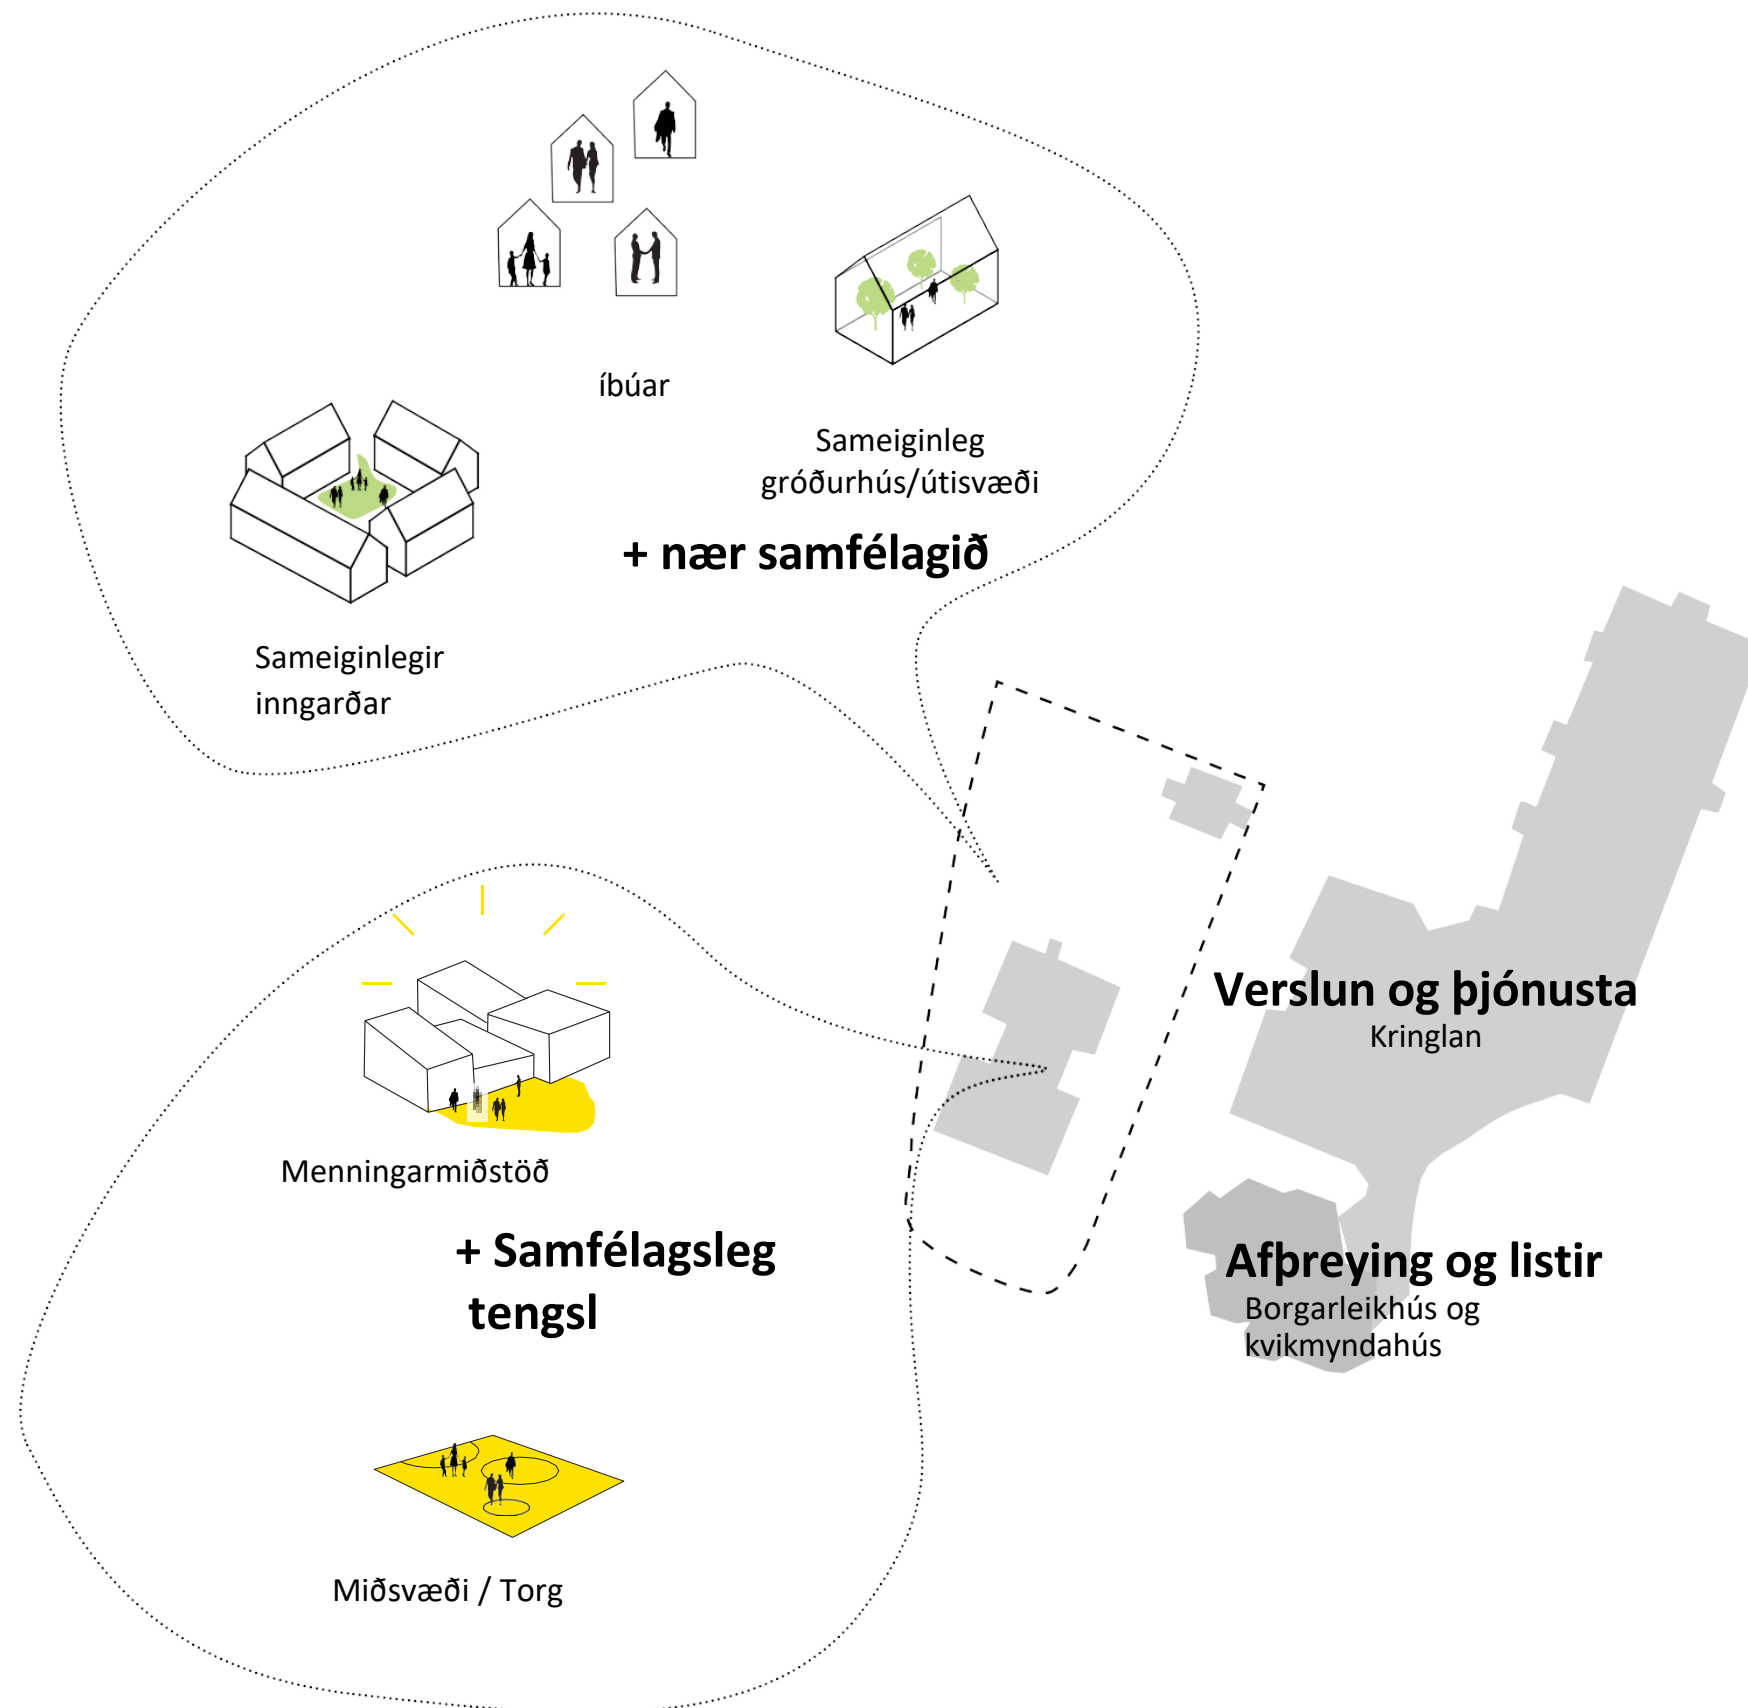 íbúar
Sameiginleg
gróðurhús/útisvæði
+ nær samfélagið
Sameiginlegir
inngarðar
Verslun og þjónusta
Kringlan
Menningarmiðstöð
+ Samfélagsleg
tengsl
Afþreying og listir
Borgarleikhús og
kvikmyndahús
Miðsvæði / Torg